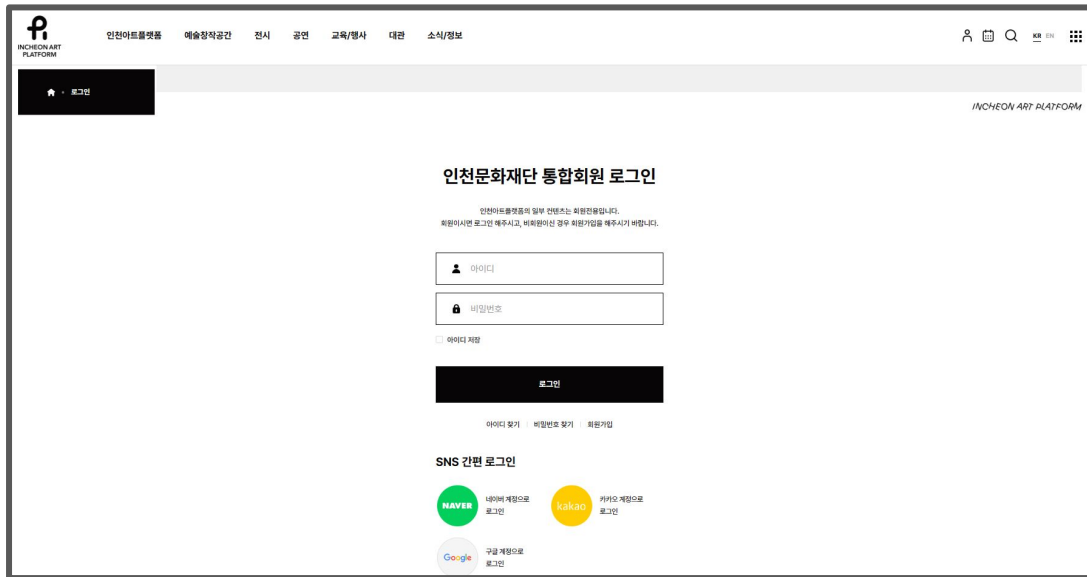 INCHEON ART
PLATFORM
인천아트플랫폼 예술창작공간 전시 공연 교육/행사 대관 소식/정보
KR EN
로그인
INCHEON ART PLATFORM
인천문화재단 통합회원 로그인
인천아트플랫폼의 일부 컨텐츠는 회원전용입니다.
회원이시면 로그인 해주시고, 비회원이신 경우 회원가입을 해주시기 바랍니다.
아이디
비밀번호
아이디 저장
로그인
아이디 찾기 비밀번호 찾기 회원가입
SNS 간편 로그인
NAVER
네이버 계정으로
로그인
kakao
카카오 계정으로
로그인
Google
구글 계정으로
로그인